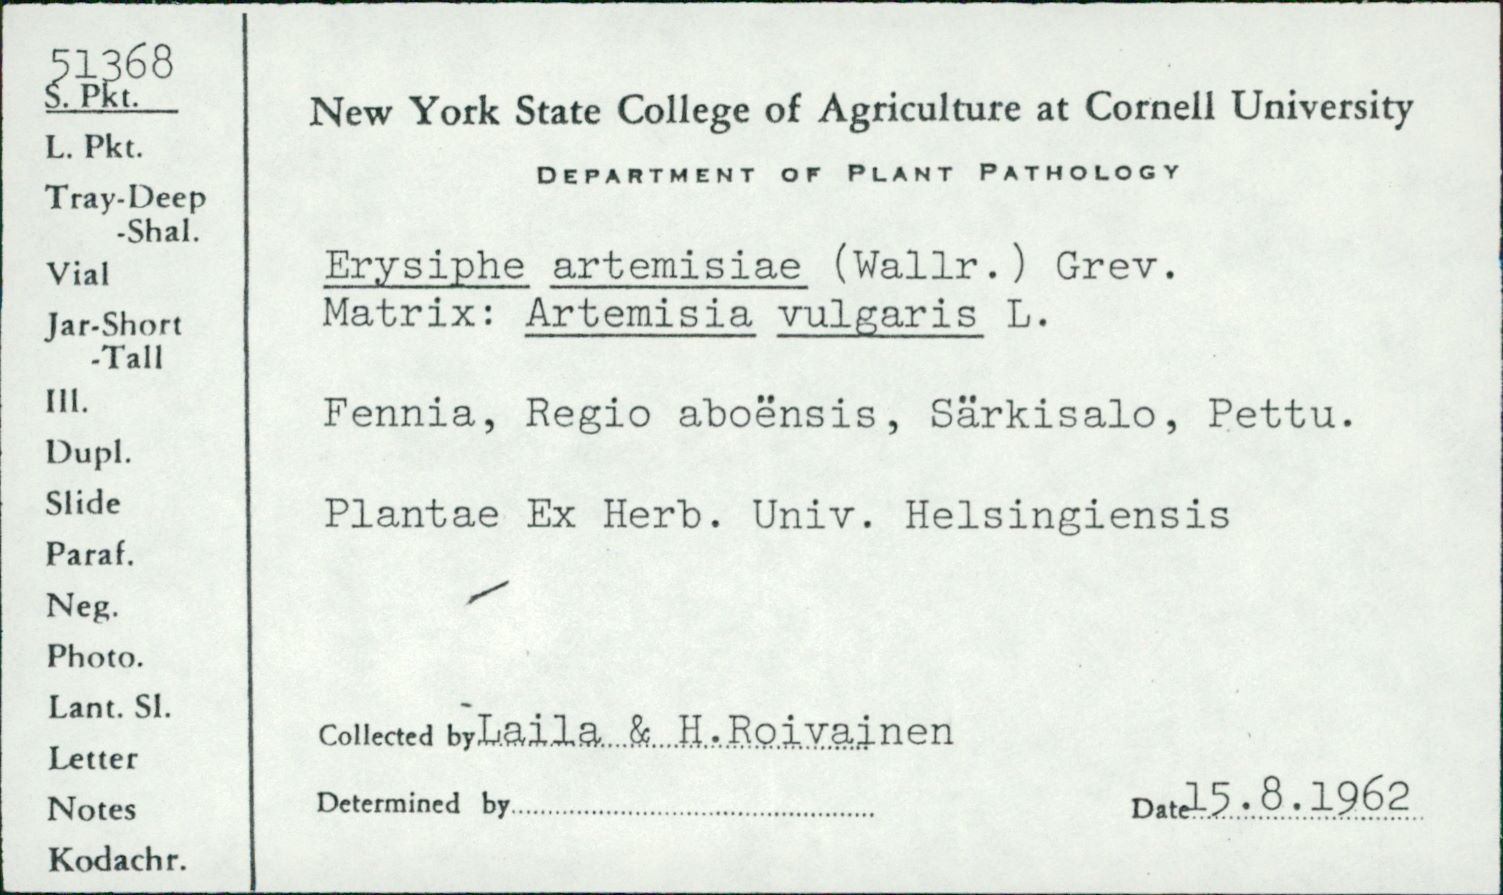 51368
S. Pkt.
L. Pkt.
Tray-Deep
-Shal.
Vial
Jar-Short
-Tall
Ill.
Dupl.
Slide
Paraf.
Neg.
Photo.
Lant. Sl.
Letter
Notes
Kodachr.
New York State College of Agriculture at Cornell University
DEPARTMENT OF PLANT PATHOLOGY
Erysiphe artemisiae (Wallr.) Grev.
Matrix: Artemisia vulgaris L.
Fennia, Regio aboënsis, Särkisalo, Pettu.
Plantae Ex Herb. Univ. Helsingiensis
Collected by Laila & H.Roivainen
Determined by
Date 15.8.1962